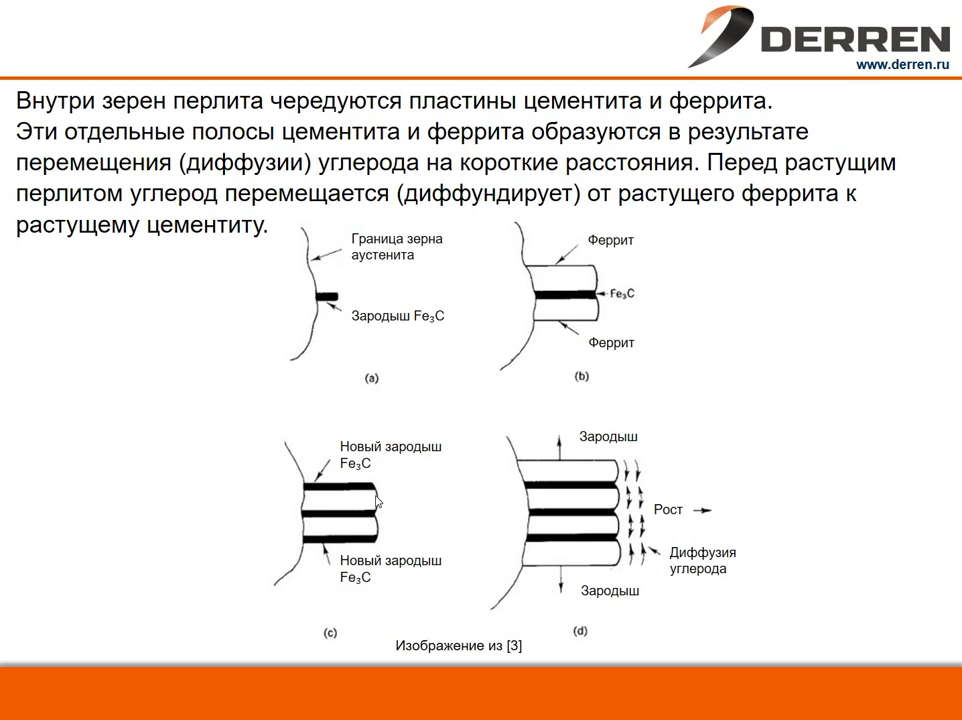 DERREN
www.derren.ru
Внутри зерен перлита чередуются пластины цементита и феррита.
Эти отдельные полосы цементита и феррита образуются в результате
перемещения (диффузии) углерода на короткие расстояния. Перед растущим
перлитом углерод перемещается (диффундирует) от растущего феррита к
растущему цементиту.
Граница зерна
аустенита
Зародыш Fe₃C
(a)
Феррит
Fe₃C
Феррит
(b)
Новый зародыш
Fe₃C
Новый зародыш
Fe₃C
(c)
Зародыш
Рост
Диффузия
углерода
Зародыш
(d)
Изображение из [3]